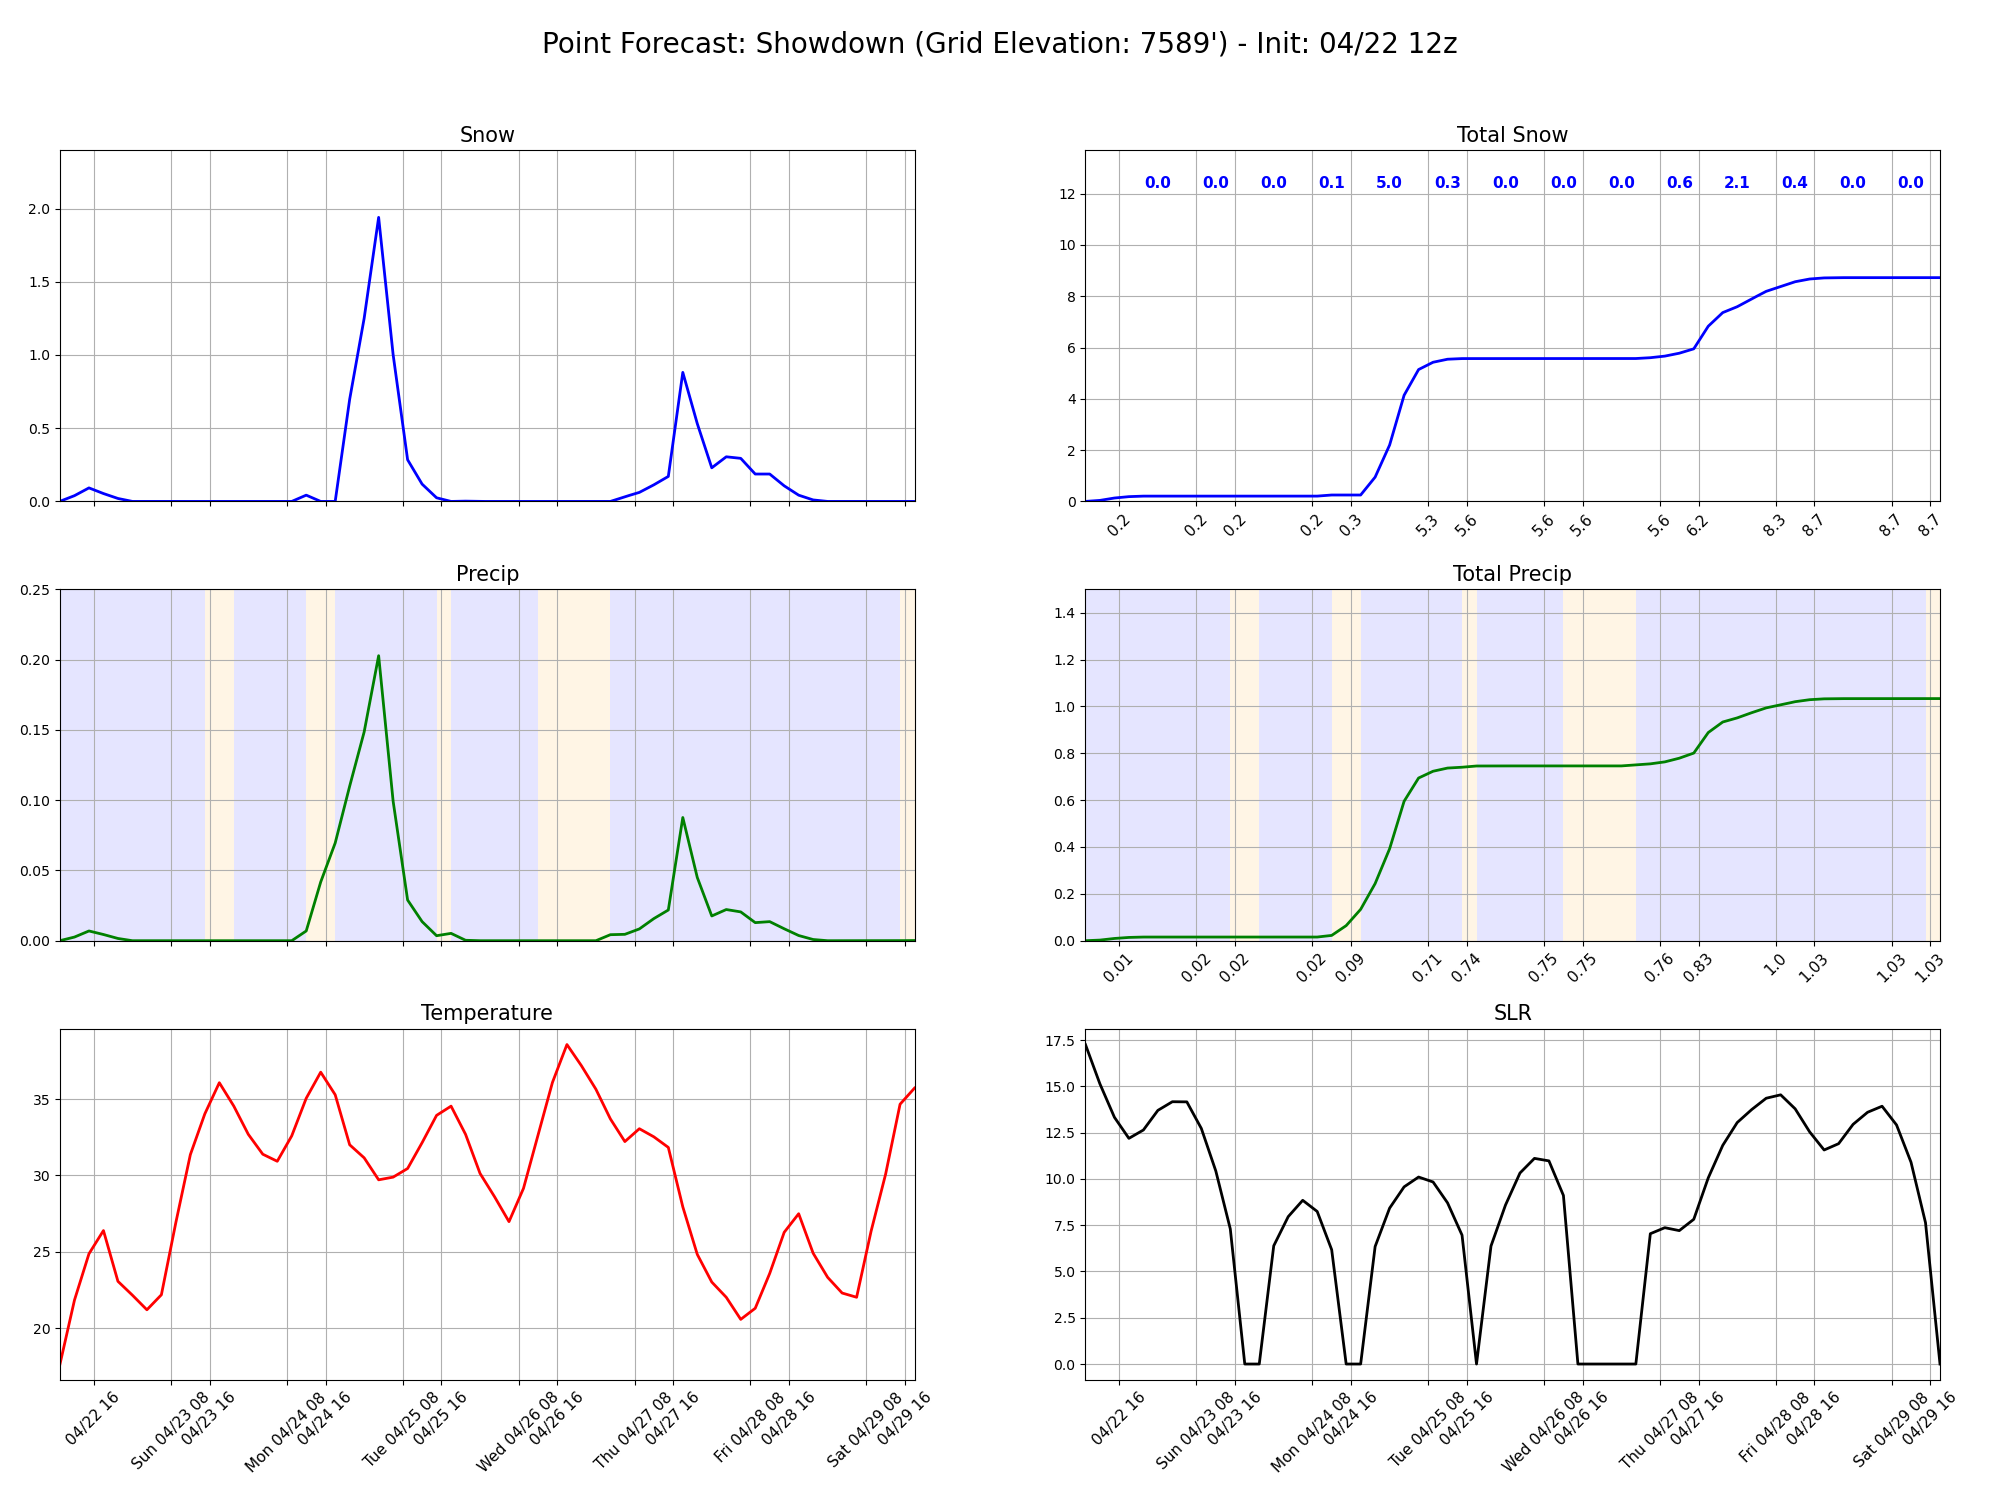 Point Forecast: Showdown (Grid Elevation: 7589') - Init: 04/22 12z
Snow
2.0
1.5
1.0
0.5
0.0
Total Snow
0.0 0.0 0.0 0.1 5.0 0.3 0.0 0.0 0.0 0.6 2.1 0.4 0.0 0.0
12
10
8
6
4
2
0
0.2 0.2 0.2 0.2 0.3 5.3 5.6 5.6 5.6 5.6 6.2 8.3 8.7 8.7 8.7
Precip
0.25
0.20
0.15
0.10
0.05
0.00
Total Precip
1.4
1.2
1.0
0.8
0.6
0.4
0.2
0.0
0.01 0.02 0.02 0.02 0.09 0.71 0.74 0.75 0.75 0.76 0.83 1.0 1.03 1.03 1.03
Temperature
35
30
25
20
04/22 16
Sun 04/23 08
04/23 16
Mon 04/24 08
04/24 16
Tue 04/25 08
04/25 16
Wed 04/26 08
04/26 16
Thu 04/27 08
04/27 16
Fri 04/28 08
04/28 16
Sat 04/29 08
04/29 16
SLR
17.5
15.0
12.5
10.0
7.5
5.0
2.5
0.0
04/22 16
Sun 04/23 08
04/23 16
Mon 04/24 08
04/24 16
Tue 04/25 08
04/25 16
Wed 04/26 08
04/26 16
Thu 04/27 08
04/27 16
Fri 04/28 08
04/28 16
Sat 04/29 08
04/29 16